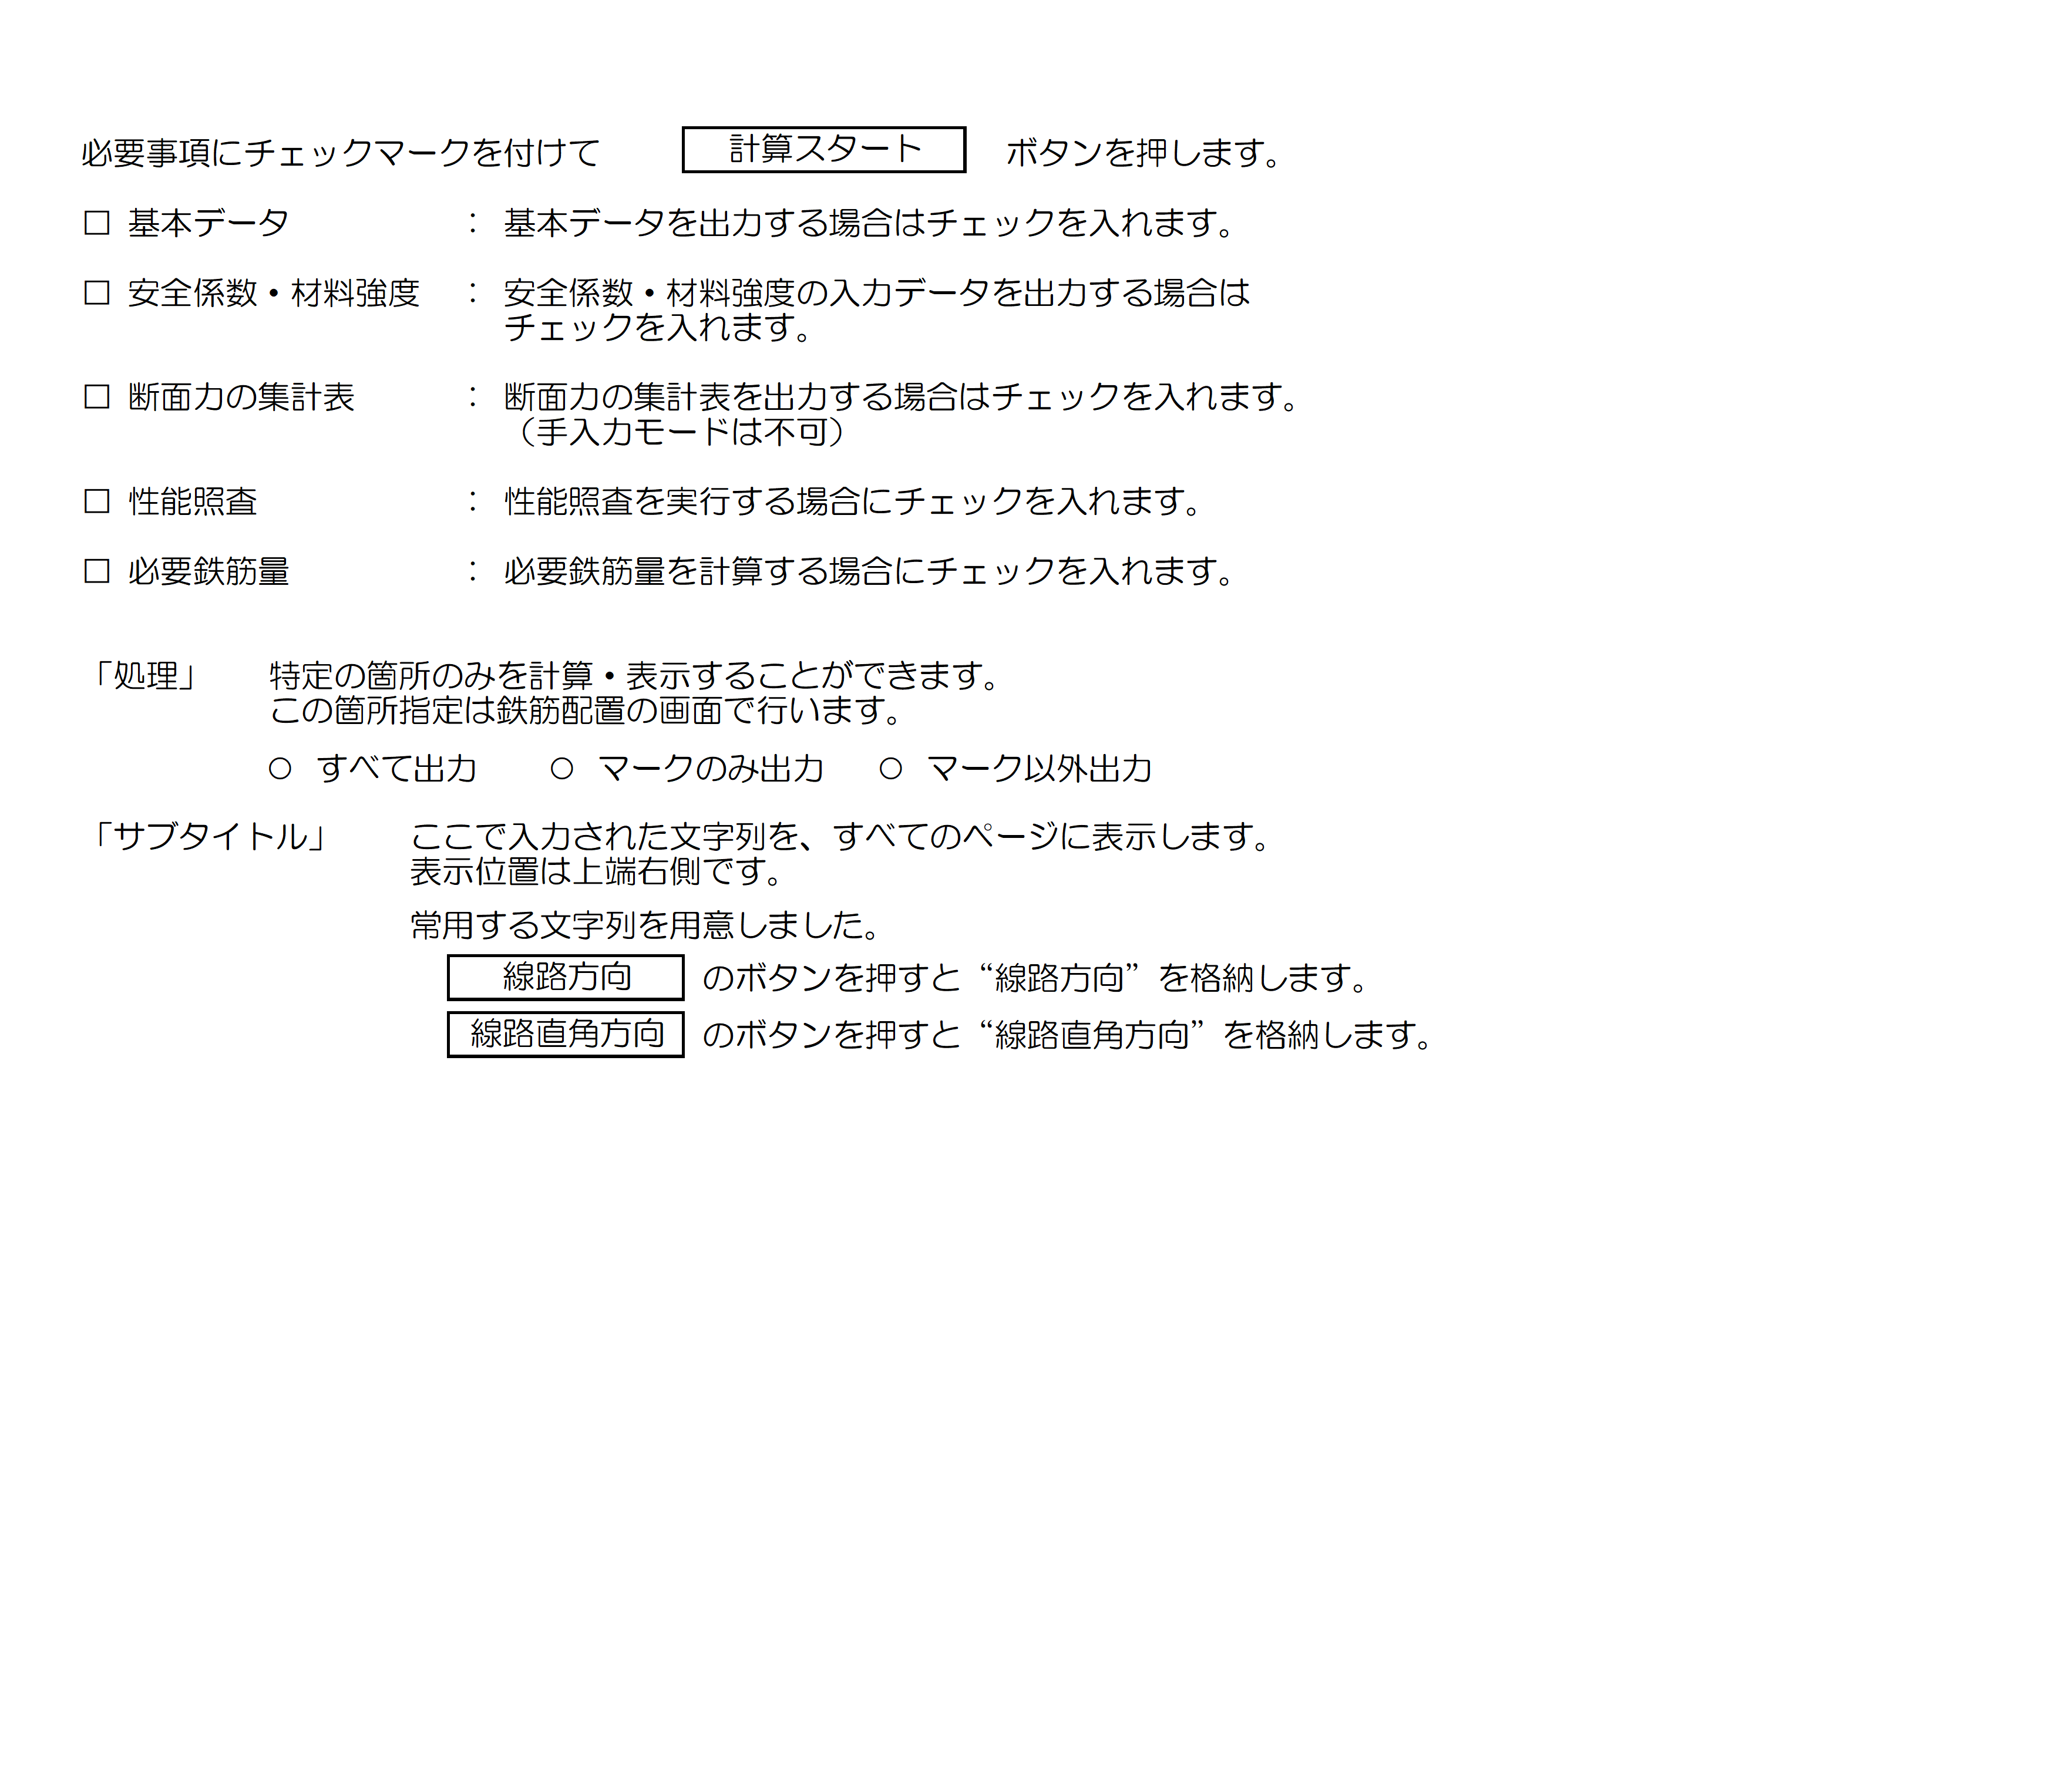 必要事項にチェックマークを付けて 計算スタート ボタンを押します。
□ 基本データ : 基本データを出力する場合はチェックを入れます。
□ 安全係数・材料強度 : 安全係数・材料強度の入力データを出力する場合は
チェックを入れます。
□ 断面力の集計表 : 断面力の集計表を出力する場合はチェックを入れます。
（手入力モードは不可）
□ 性能照査 : 性能照査を実行する場合にチェックを入れます。
□ 必要鉄筋量 : 必要鉄筋量を計算する場合にチェックを入れます。
「処理」 特定の箇所のみを計算・表示することができます。
この箇所指定は鉄筋配置の画面で行います。
○ すべて出力 ○ マークのみ出力 ○ マーク以外出力
「サブタイトル」 ここで入力された文字列を、すべてのページに表示します。
表示位置は上端右側です。
常用する文字列を用意しました。
線路方向 のボタンを押すと“線路方向”を格納します。
線路直角方向 のボタンを押すと“線路直角方向”を格納します。